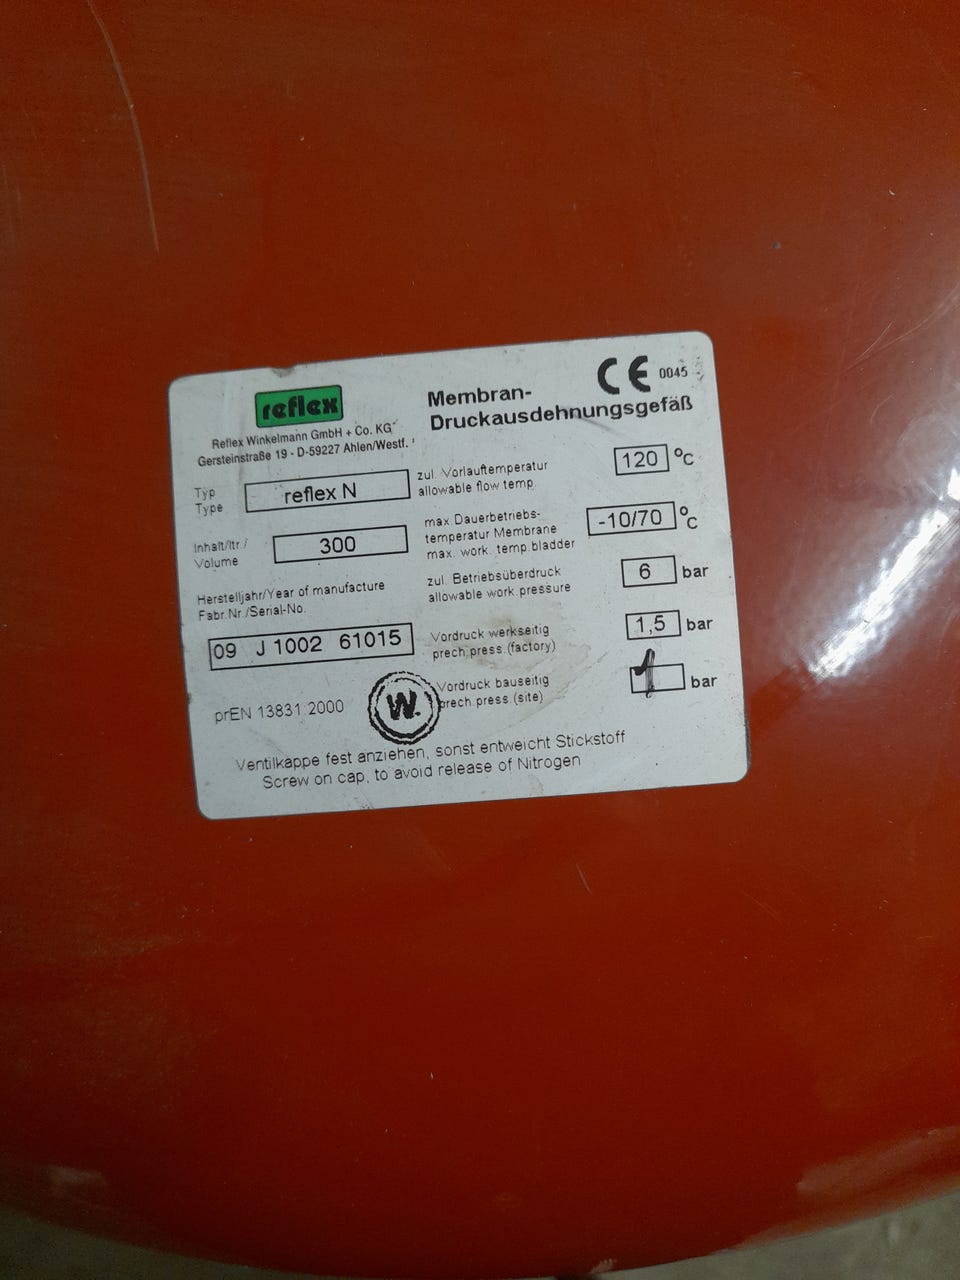 reflex
Reflex Winkelmann GmbH + Co. KG
Gersteinstraße 19 - D-59227 Ahlen/Westf.
Membran-
Druckausdehnungsgefäß
CE 0045
Typ
Type
reflex N
Inhalt/ltr./
Volume
300
Herstelljahr/Year of manufacture
Fabr.Nr./Serial-No.
09 J 1002 61015
prEN 13831:2000
W.
zul. Vorlauftemperatur
allowable flow temp.
120 °C
max.Dauerbetriebs-
temperatur Membrane
max. work. temp.bladder
-10/70 °C
zul. Betriebsüberdruck
allowable work.pressure
6 bar
Vordruck werkseitig
prech.press.(factory)
1,5 bar
Vordruck bauseitig
prech.press.(site)
1 bar
Ventilkappe fest anziehen, sonst entweicht Stickstoff
Screw on cap, to avoid release of Nitrogen